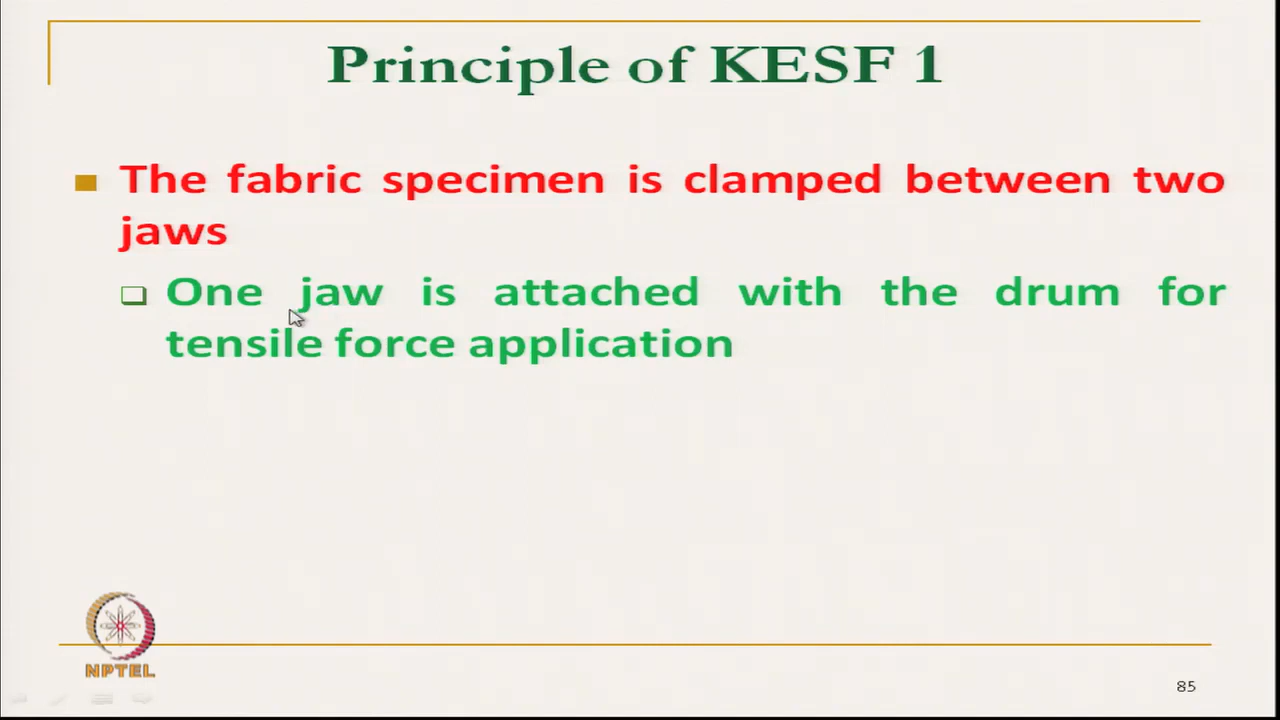 Principle of KESF 1
The fabric specimen is clamped between two
jaws
One jaw is attached with the drum for
tensile force application
NPTEL
85